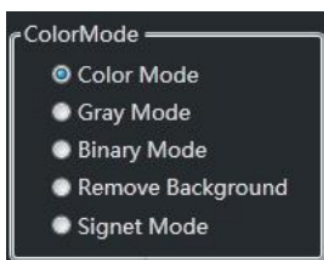 ColorMode
Color Mode
Gray Mode
Binary Mode
Remove Background
Signet Mode